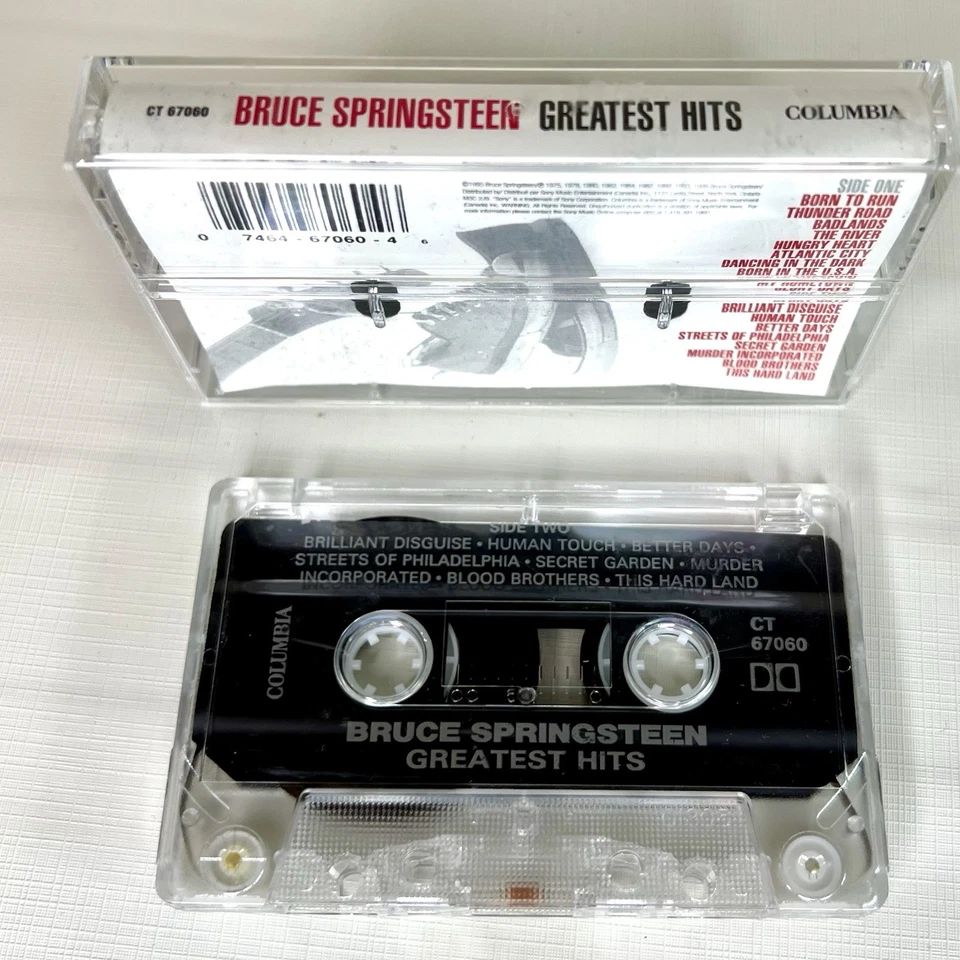 CT 67060 BRUCE SPRINGSTEEN GREATEST HITS COLUMBIA
0 7464-67060-4 6
SIDE ONE
BORN TO RUN
THUNDER ROAD
BADLANDS
THE RIVER
HUNGRY HEART
ATLANTIC CITY
DANCING IN THE DARK
BORN IN THE U.S.A.
MY HOMETOWN
GLORY DAYS
BRILLIANT DISGUISE
HUMAN TOUCH
BETTER DAYS
STREETS OF PHILADELPHIA
SECRET GARDEN
MURDER INCORPORATED
BLOOD BROTHERS
THIS HARD LAND
SIDE TWO
BRILLIANT DISGUISE • HUMAN TOUCH • BETTER DAYS •
STREETS OF PHILADELPHIA • SECRET GARDEN • MURDER
INCORPORATED • BLOOD BROTHERS • THIS HARD LAND
COLUMBIA
CT
67060
BRUCE SPRINGSTEEN
GREATEST HITS